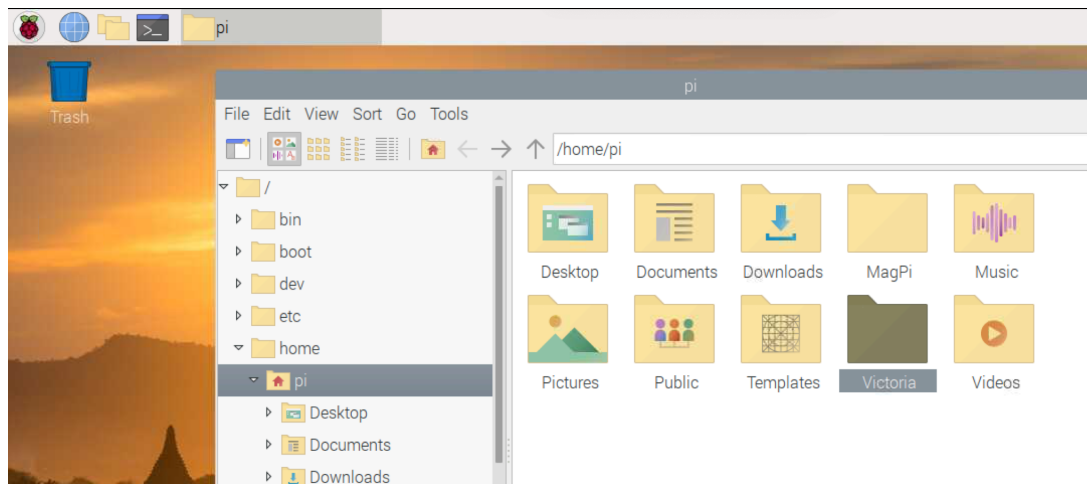 pi
Trash
pi
File Edit View Sort Go Tools
/home/pi
/
bin
boot
dev
etc
home
pi
Desktop
Documents
Downloads
Desktop Documents Downloads MagPi Music
Pictures Public Templates Victoria Videos